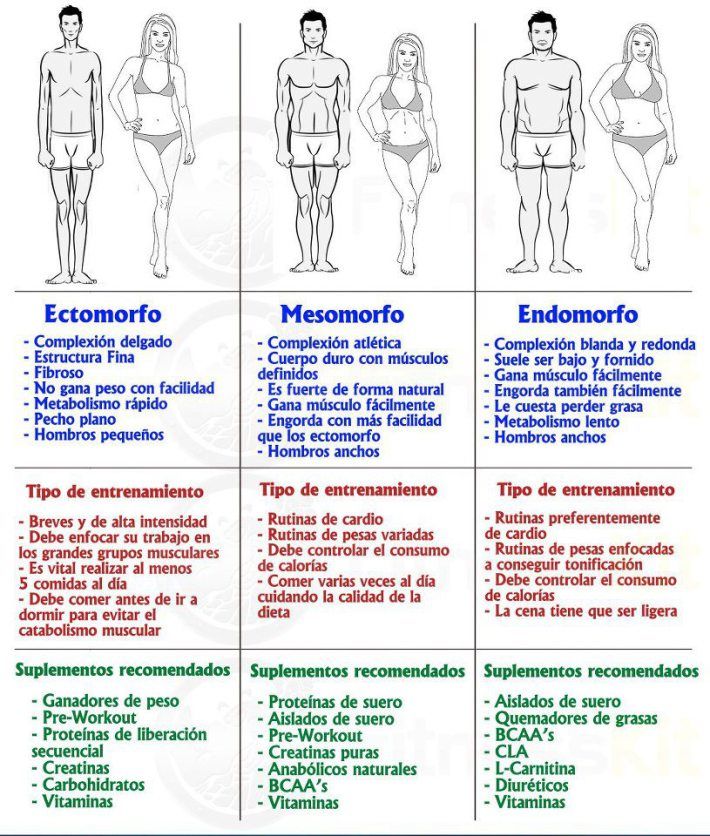 Ectomorfo
- Complexión delgado
- Estructura Fina
- Fibroso
- No gana peso con facilidad
- Metabolismo rápido
- Pecho plano
- Hombros pequeños
Mesomorfo
- Complexión atlética
- Cuerpo duro con músculos
definidos
- Es fuerte de forma natural
- Gana músculo fácilmente
- Engorda con más facilidad
que los ectomorfo
- Hombros anchos
Endomorfo
- Complexión blanda y redonda
- Suele ser bajo y fornido
- Gana músculo fácilmente
- Engorda también fácilmente
- Le cuesta perder grasa
- Metabolismo lento
- Hombros anchos
Tipo de entrenamiento
- Breves y de alta intensidad
- Debe enfocar su trabajo en
los grandes grupos musculares
- Es vital realizar al menos
5 comidas al día
- Debe comer antes de ir a
dormir para evitar el
catabolismo muscular
Tipo de entrenamiento
- Rutinas de cardio
- Rutinas de pesas variadas
- Debe controlar el consumo
de calorías
- Comer varias veces al día
cuidando la calidad de la
dieta
Tipo de entrenamiento
- Rutinas preferentemente
de cardio
- Rutinas de pesas enfocadas
a conseguir tonificación
- Debe controlar el consumo
de calorías
- La cena tiene que ser ligera
Suplementos recomendados
- Ganadores de peso
- Pre-Workout
- Proteínas de liberación
secuencial
- Creatinas
- Carbohidratos
- Vitaminas
Suplementos recomendados
- Proteínas de suero
- Aislados de suero
- Pre-Workout
- Creatinas puras
- Anabólicos naturales
- BCAA's
- Vitaminas
Suplementos recomendados
- Aislados de suero
- Quemadores de grasas
- BCAA's
- CLA
- L-Carnitina
- Diuréticos
- Vitaminas